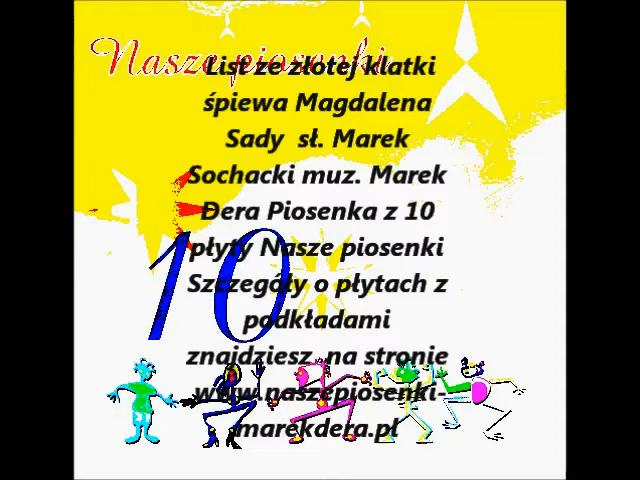 Nasze piosenki
List ze złotej klatki
śpiewa Magdalena
Sady sł. Marek
Sochacki muz. Marek
Dera Piosenka z 10
płyty Nasze piosenki
Szczegóły o płytach z
podkładami
znajdziesz na stronie
www.naszepiosenki-
marekdera.pl
10